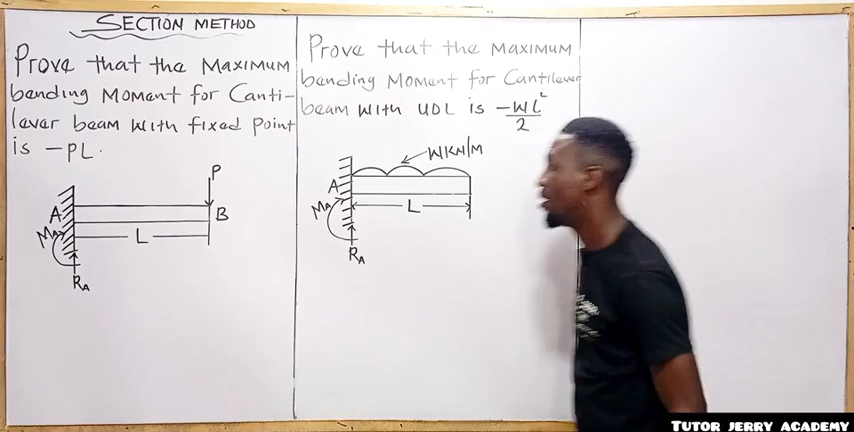 SECTION METHOD
Prove that the MAXIMUM
bending MOMENT for Canti-
lever beam with fixed Point
is -PL.
P
A
B
MA
L
RA
Prove that the MAXIMUM
bending MOMENT for Cantilever
beam WITH UDL is -WL²/2
WKN/M
A
MA
L
RA
TUTOR JERRY ACADEMY